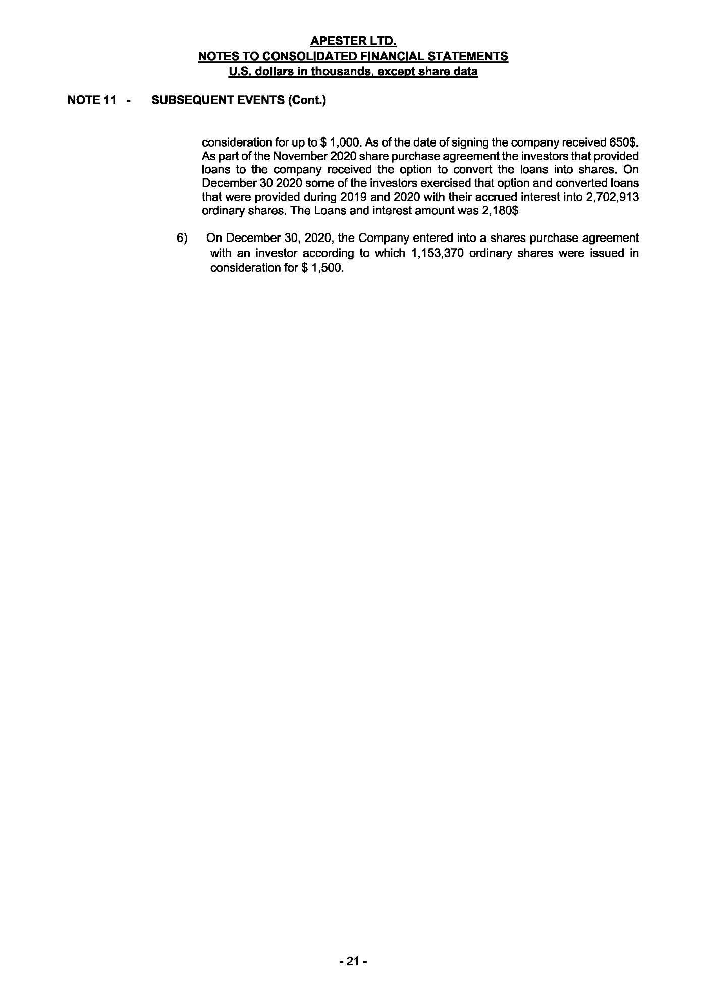 APESTER LTD.
NOTES TO CONSOLIDATED FINANCIAL STATEMENTS
U.S. dollars in thousands, except share data
NOTE 11 - SUBSEQUENT EVENTS (Cont.)
consideration for up to $ 1,000. As of the date of signing the company received 650$.
As part of the November 2020 share purchase agreement the investors that provided
loans to the company received the option to convert the loans into shares. On
December 30 2020 some of the investors exercised that option and converted loans
that were provided during 2019 and 2020 with their accrued interest into 2,702,913
ordinary shares. The Loans and interest amount was 2,180$
6) On December 30, 2020, the Company entered into a shares purchase agreement
with an investor according to which 1,153,370 ordinary shares were issued in
consideration for $ 1,500.
- 21 -